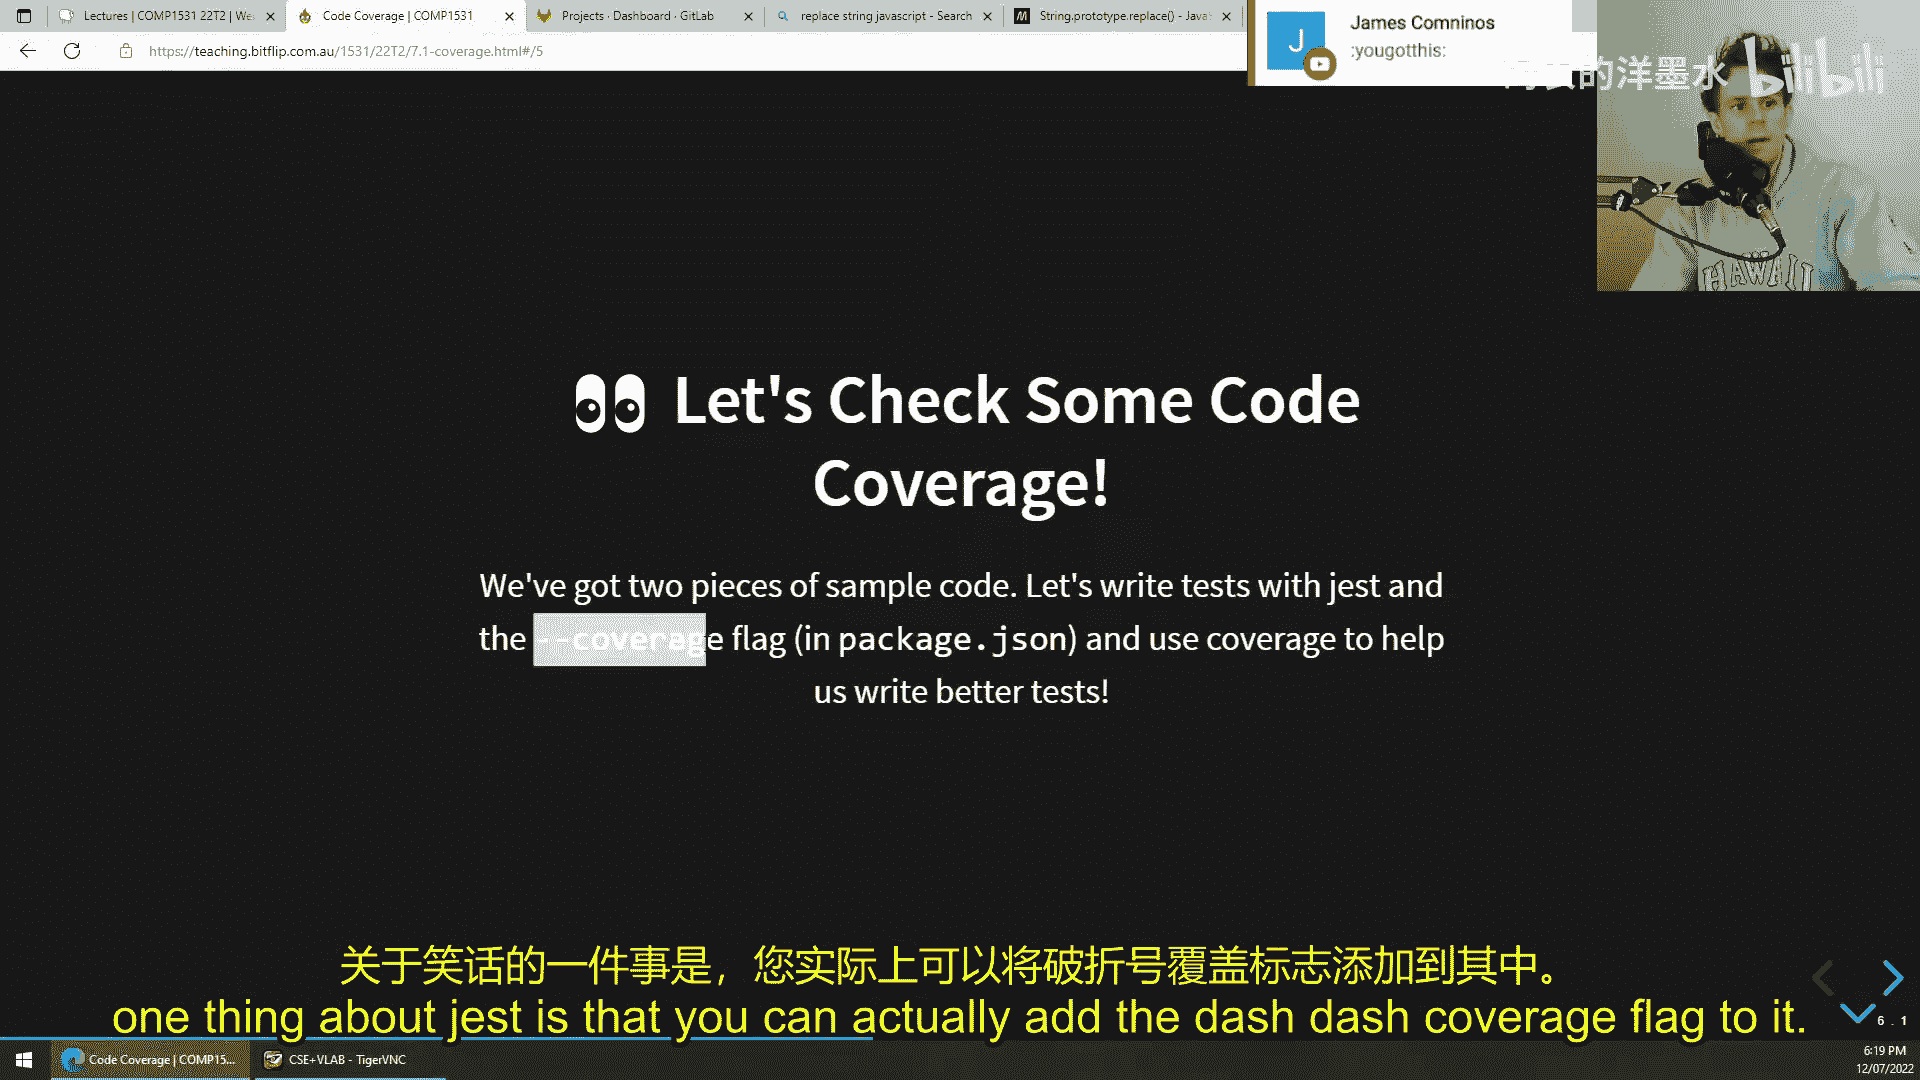 Lectures | COMP1531 22T2 | We
Code Coverage | COMP1531
Projects · Dashboard · GitLab
replace string javascript - Search
String.prototype.replace() - Java
https://teaching.bitflip.com.au/1531/22T2/7.1-coverage.html#/5
J
James Comninos
:yougotthis:
的洋墨水 bilibili
HAWAII
Let's Check Some Code
Coverage!
We've got two pieces of sample code. Let's write tests with jest and
the --coverage flag (in package.json) and use coverage to help
us write better tests!
关于笑话的一件事是，您实际上可以将破折号覆盖标志添加到其中。
one thing about jest is that you can actually add the dash dash coverage flag to it.
6 . 1
Code Coverage | COMP15...
CSE+VLAB - TigerVNC
6:19 PM
12/07/2022